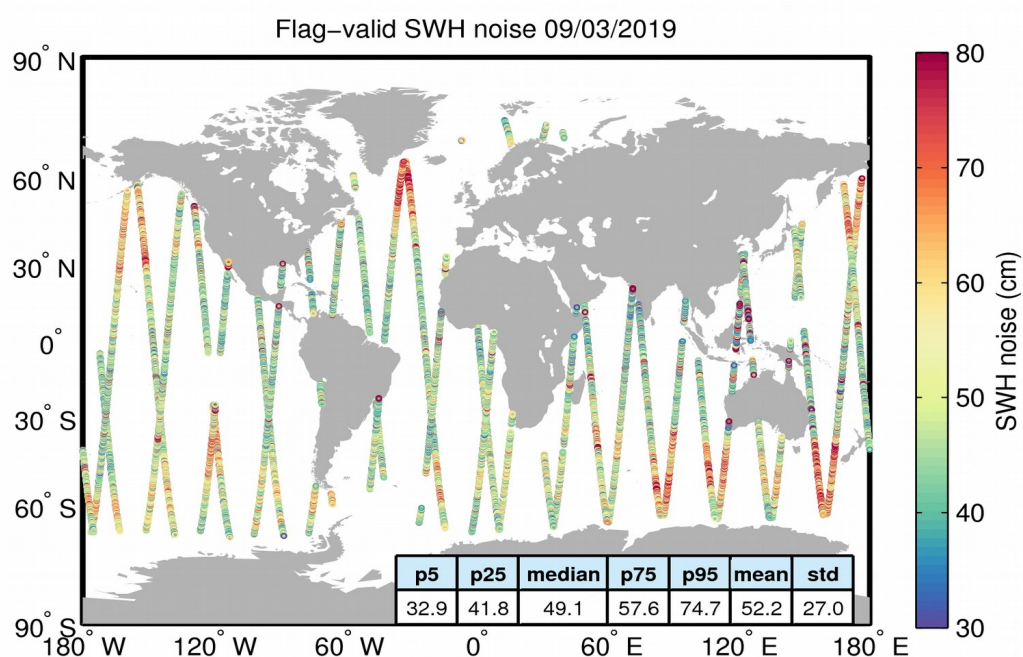 Flag−valid SWH noise 09/03/2019
90° N
60° N
30° N
0°
30° S
60° S
90° S
180° W
120° W
60° W
0°
60° E
120° E
180° E
p5 p25 median p75 p95 mean std
32.9 41.8 49.1 57.6 74.7 52.2 27.0
80
70
60
50
40
30
SWH noise (cm)